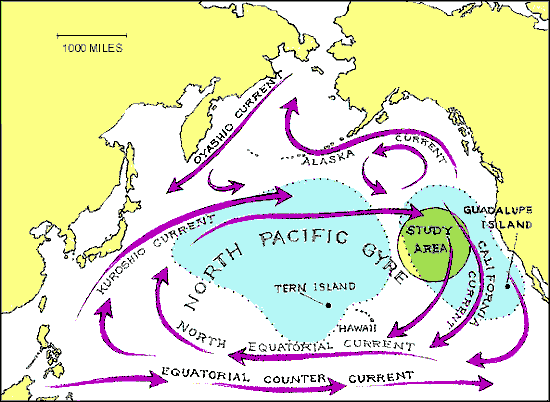 1000 MILES
OYASHIO CURRENT
ALASKA CURRENT
KUROSHIO CURRENT
NORTH PACIFIC GYRE
STUDY
AREA
GUADALUPE
ISILAND
CALIFORNIA
CURRENT
TERN ISLAND
HAWAII
NORTH EQUATORIAL CURRENT
EQUATORIAL COUNTER CURRENT